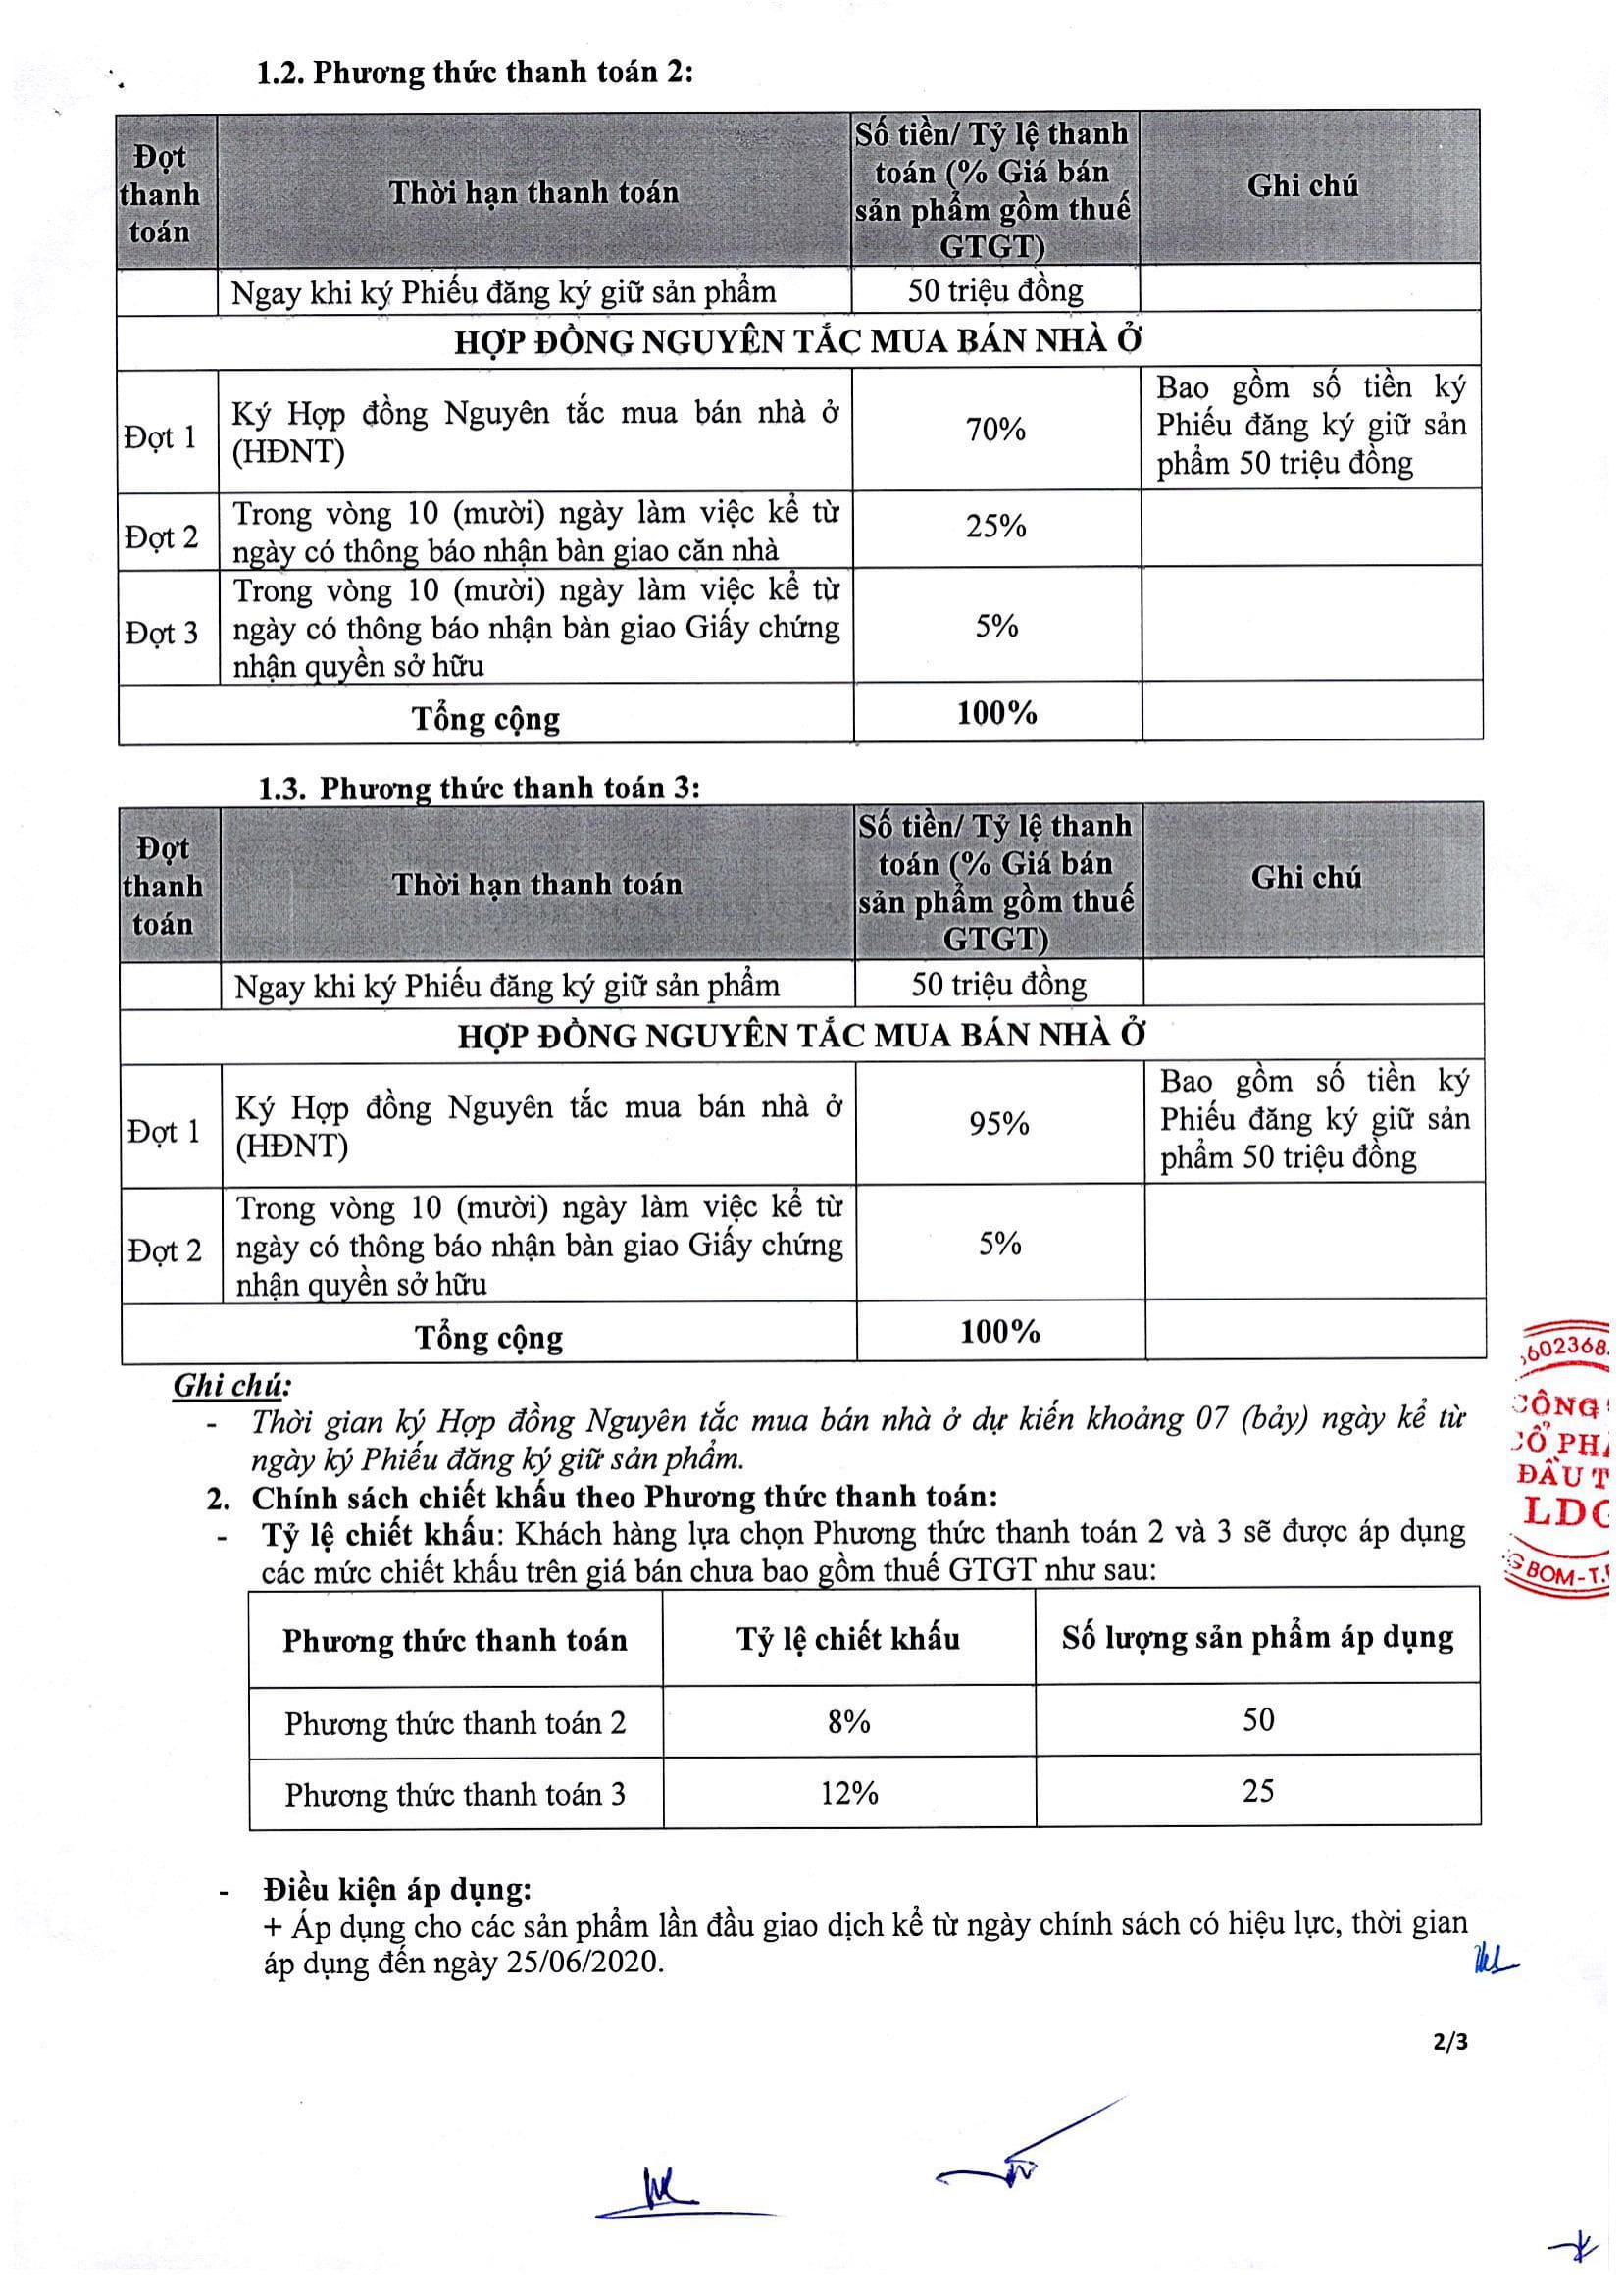 1.2. Phương thức thanh toán 2:
Đợt thanh toán
Thời hạn thanh toán
Số tiền/ Tỷ lệ thanh
toán (% Giá bán
sản phẩm gồm thuế
GTGT)
Ghi chú
Ngay khi ký Phiếu đăng ký giữ sản phẩm
50 triệu đồng
HỢP ĐỒNG NGUYÊN TẮC MUA BÁN NHÀ Ở
Đợt 1
Ký Hợp đồng Nguyên tắc mua bán nhà ở
(HĐNT)
70%
Bao gồm số tiền ký
Phiếu đăng ký giữ sản
phẩm 50 triệu đồng
Đợt 2
Trong vòng 10 (mười) ngày làm việc kể từ
ngày có thông báo nhận bàn giao căn nhà
25%
Đợt 3
Trong vòng 10 (mười) ngày làm việc kể từ
ngày có thông báo nhận bàn giao Giấy chứng
nhận quyền sở hữu
5%
Tổng cộng
100%
1.3. Phương thức thanh toán 3:
Đợt
thanh
toán
Thời hạn thanh toán
Số tiền/ Tỷ lệ thanh
toán (% Giá bán
sản phẩm gồm thuế
GTGT)
Ghi chú
Ngay khi ký Phiếu đăng ký giữ sản phẩm
50 triệu đồng
HỢP ĐỒNG NGUYÊN TẮC MUA BÁN NHÀ Ở
Đợt 1
Ký Hợp đồng Nguyên tắc mua bán nhà ở
(HĐNT)
95%
Bao gồm số tiền ký
Phiếu đăng ký giữ sản
phẩm 50 triệu đồng
Đợt 2
Trong vòng 10 (mười) ngày làm việc kể từ
ngày có thông báo nhận bàn giao Giấy chứng
nhận quyền sở hữu
5%
Tổng cộng
100%
Ghi chú:
- Thời gian ký Hợp đồng Nguyên tắc mua bán nhà ở dự kiến khoảng 07 (bảy) ngày kể từ
ngày ký Phiếu đăng ký giữ sản phẩm.
2. Chính sách chiết khấu theo Phương thức thanh toán:
- Tỷ lệ chiết khấu: Khách hàng lựa chọn Phương thức thanh toán 2 và 3 sẽ được áp dụng
các mức chiết khấu trên giá bán chưa bao gồm thuế GTGT như sau:
Phương thức thanh toán
Tỷ lệ chiết khấu
Số lượng sản phẩm áp dụng
Phương thức thanh toán 2
8%
50
Phương thức thanh toán 3
12%
25
- Điều kiện áp dụng:
+ Áp dụng cho các sản phẩm lần đầu giao dịch kể từ ngày chính sách có hiệu lực, thời gian
áp dụng đến ngày 25/06/2020.
602368
CÔNG
CỔ PH
ĐẦU T
LDG
G BOM-T.
2/3